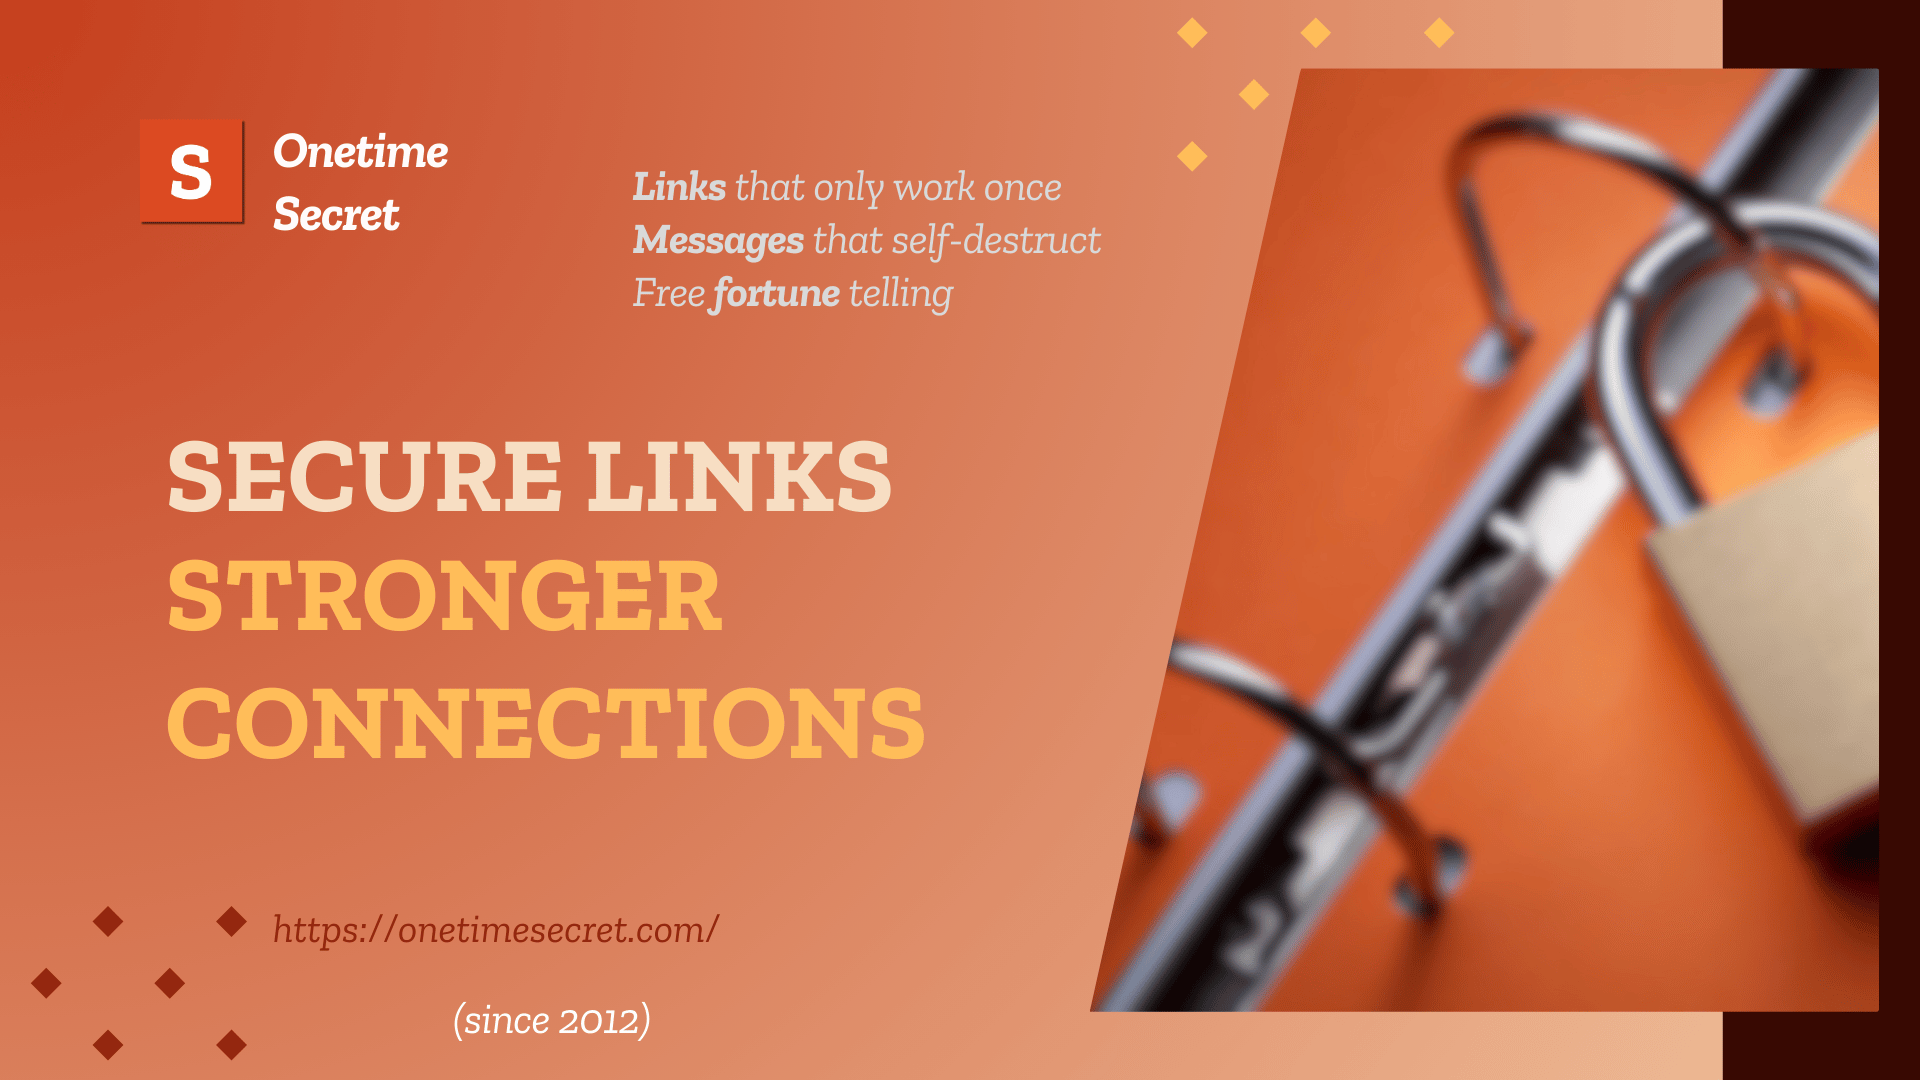 S
Onetime
Secret
Links that only work once
Messages that self-destruct
Free fortune telling
SECURE LINKS
STRONGER
CONNECTIONS
https://onetimesecret.com/
(since 2012)